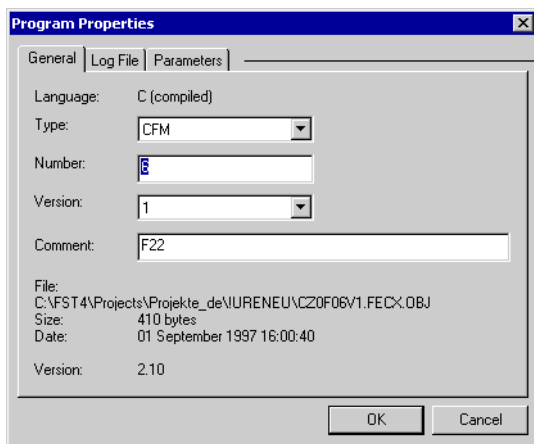 Program Properties
General Log File Parameters
Language: C (compiled)
Type: CFM
Number: 6
Version: 1
Comment: F22
File:
C:\FST4\Projects\Projekte_de\!URENEU\CZ0F06V1.FECX.OBJ
Size: 410 bytes
Date: 01 September 1997 16:00:40
Version: 2.10
OK Cancel